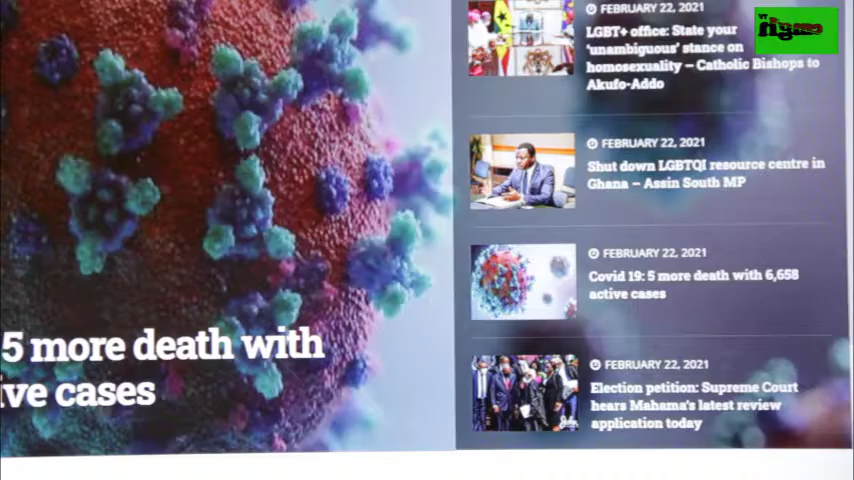 5 more death with
ive cases
FEBRUARY 22, 2021
LGBT+ office: State your
'unambiguous' stance on
homosexuality – Catholic Bishops to
Akufo-Addo
FEBRUARY 22, 2021
Shut down LGBTQI resource centre in
Ghana – Assin South MP
FEBRUARY 22, 2021
Covid 19: 5 more death with 6,658
active cases
FEBRUARY 22, 2021
Election petition: Supreme Court
hears Mahama's latest review
application today